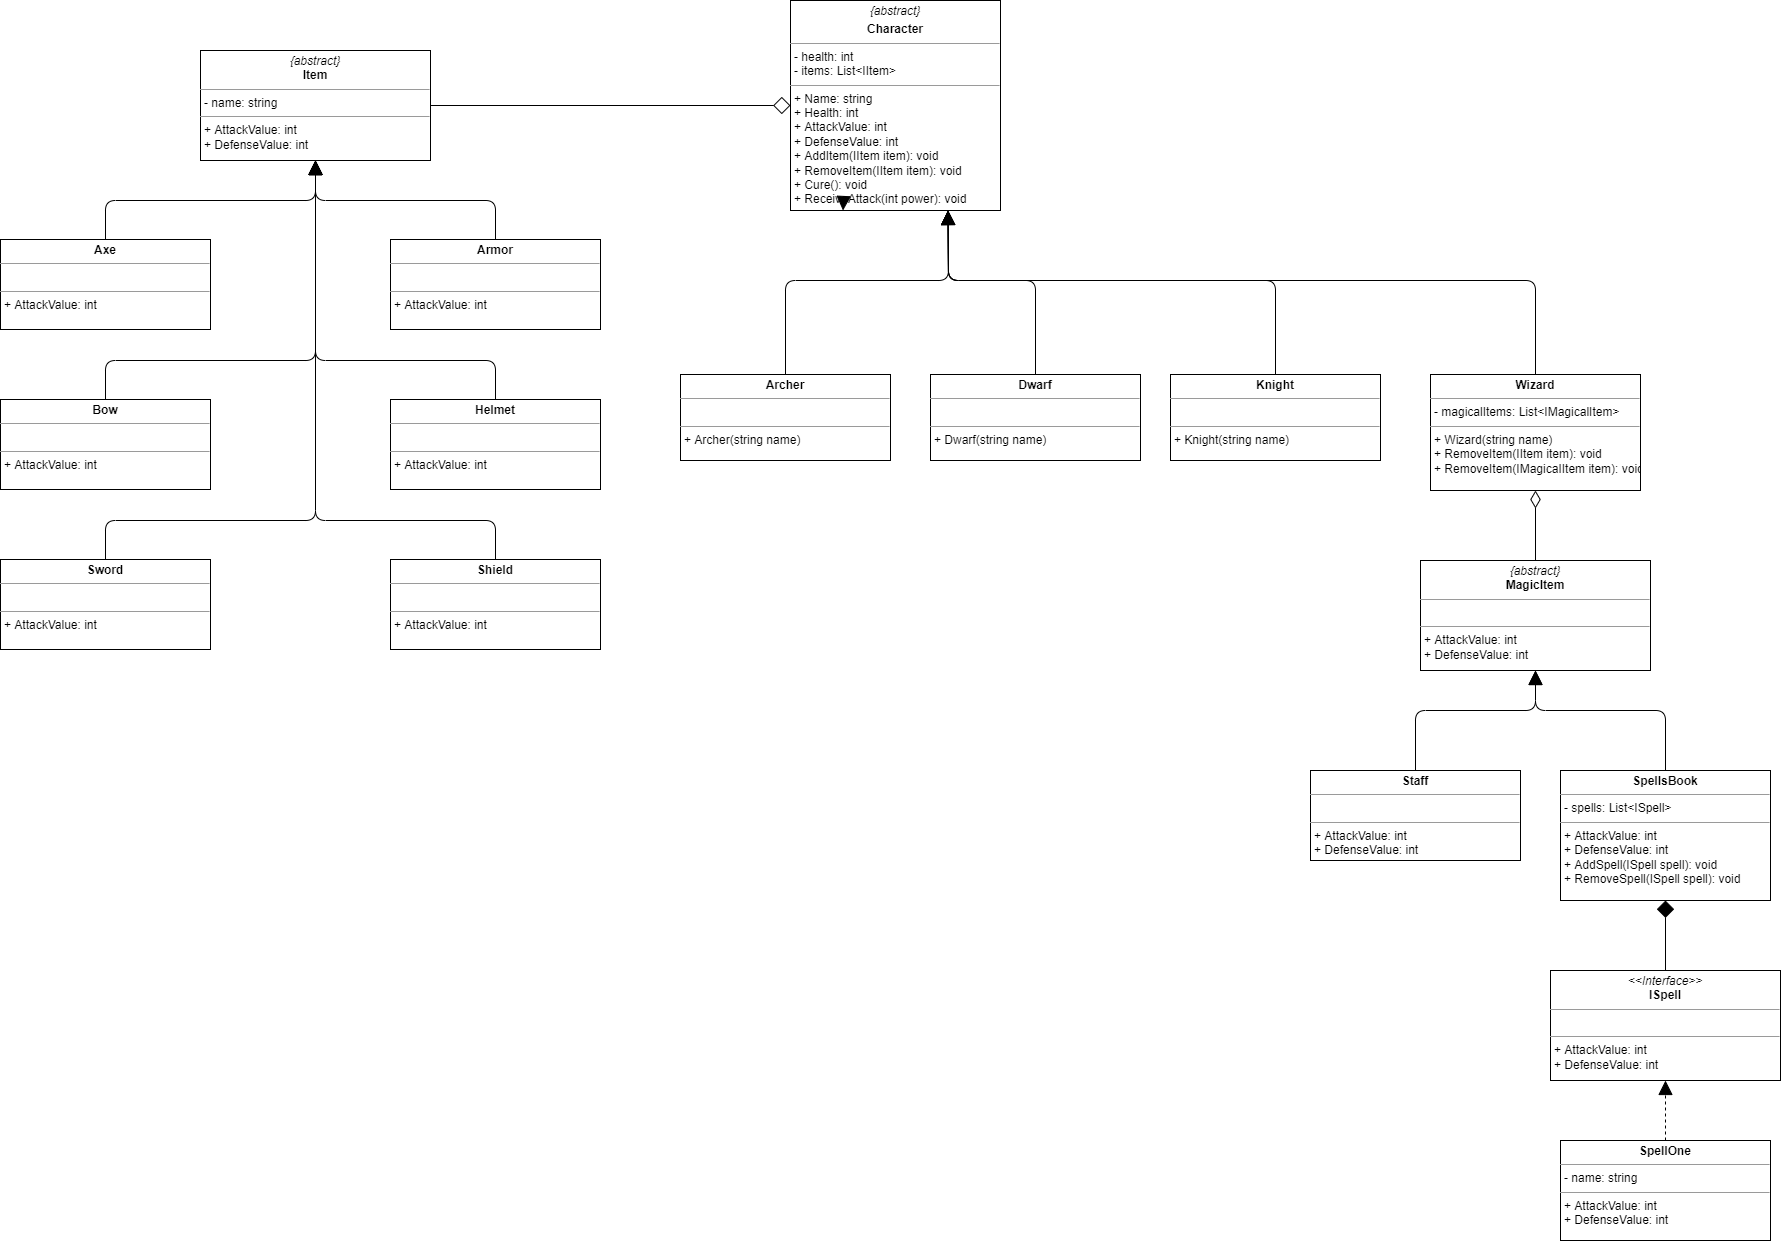 {abstract}
Character
- health: int
- items: List<IItem>
+ Name: string
+ Health: int
+ AttackValue: int
+ DefenseValue: int
+ AddItem(IItem item): void
+ RemoveItem(IItem item): void
+ Cure(): void
+ ReceiveAttack(int power): void
{abstract}
Item
- name: string
+ AttackValue: int
+ DefenseValue: int
Axe
+ AttackValue: int
Armor
+ AttackValue: int
Bow
+ AttackValue: int
Helmet
+ AttackValue: int
Sword
+ AttackValue: int
Shield
+ AttackValue: int
Archer
+ Archer(string name)
Dwarf
+ Dwarf(string name)
Knight
+ Knight(string name)
Wizard
- magicalItems: List<IMagicalItem>
+ Wizard(string name)
+ RemoveItem(IItem item): void
+ RemoveItem(IMagicalItem item): void
{abstract}
MagicItem
+ AttackValue: int
+ DefenseValue: int
Staff
+ AttackValue: int
+ DefenseValue: int
SpellsBook
- spells: List<ISpell>
+ AttackValue: int
+ DefenseValue: int
+ AddSpell(ISpell spell): void
+ RemoveSpell(ISpell spell): void
<<Interface>>
ISpell
+ AttackValue: int
+ DefenseValue: int
SpellOne
- name: string
+ AttackValue: int
+ DefenseValue: int